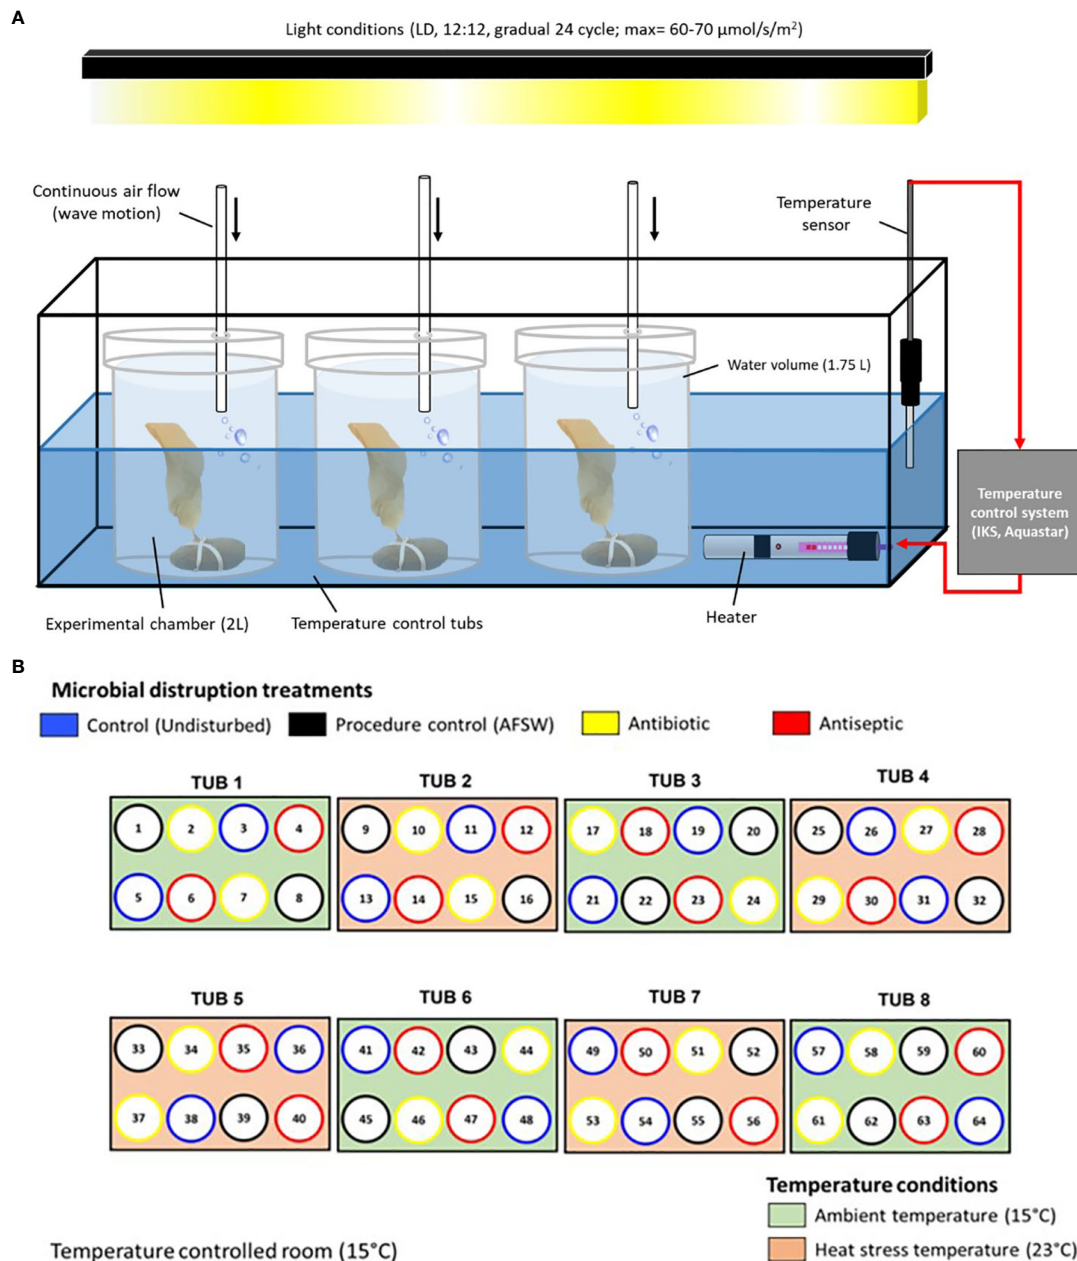 A
Light conditions (LD, 12:12, gradual 24 cycle; max= 60-70 µmol/s/m²)
Continuous air flow
(wave motion)
Temperature
sensor
Water volume (1.75 L)
Temperature
control system
(IKS, Aquastar)
Experimental chamber (2L)
Temperature control tubs
Heater
B
Microbial distruption treatments
Control (Undisturbed)
Procedure control (AFSW)
Antibiotic
Antiseptic
TUB 1
TUB 2
TUB 3
TUB 4
1 2 3 4
9 10 11 12
17 18 19 20
25 26 27 28
5 6 7 8
13 14 15 16
21 22 23 24
29 30 31 32
TUB 5
TUB 6
TUB 7
TUB 8
33 34 35 36
41 42 43 44
49 50 51 52
57 58 59 60
37 38 39 40
45 46 47 48
53 54 55 56
61 62 63 64
Temperature conditions
Ambient temperature (15°C)
Heat stress temperature (23°C)
Temperature controlled room (15°C)